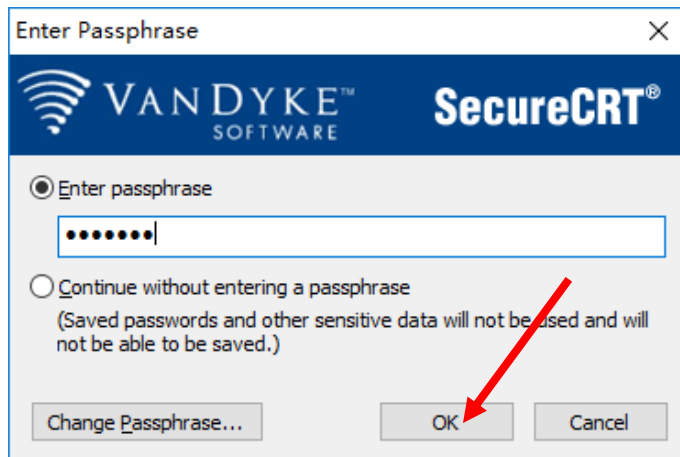 Enter Passphrase
VANDYKE™
SOFTWARE
SecureCRT®
Enter passphrase
•••••••
Continue without entering a passphrase
(Saved passwords and other sensitive data will not be used and will
not be able to be saved.)
Change Passphrase...
OK
Cancel